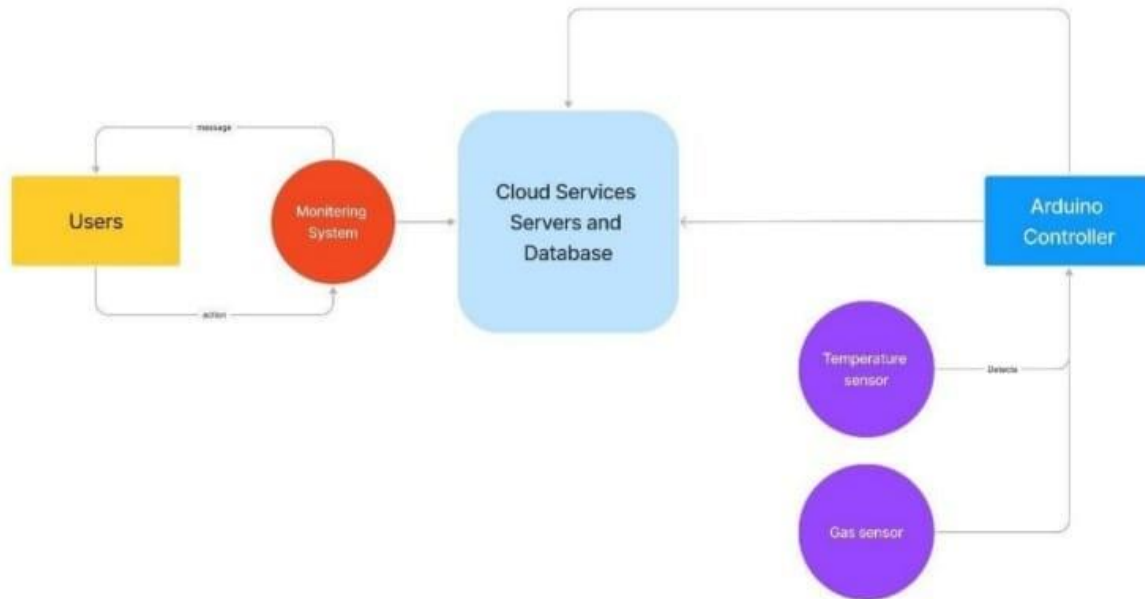 message
Users
Monitering
System
action
Cloud Services
Servers and
Database
Arduino
Controller
Temperature
sensor
Detects
Gas sensor